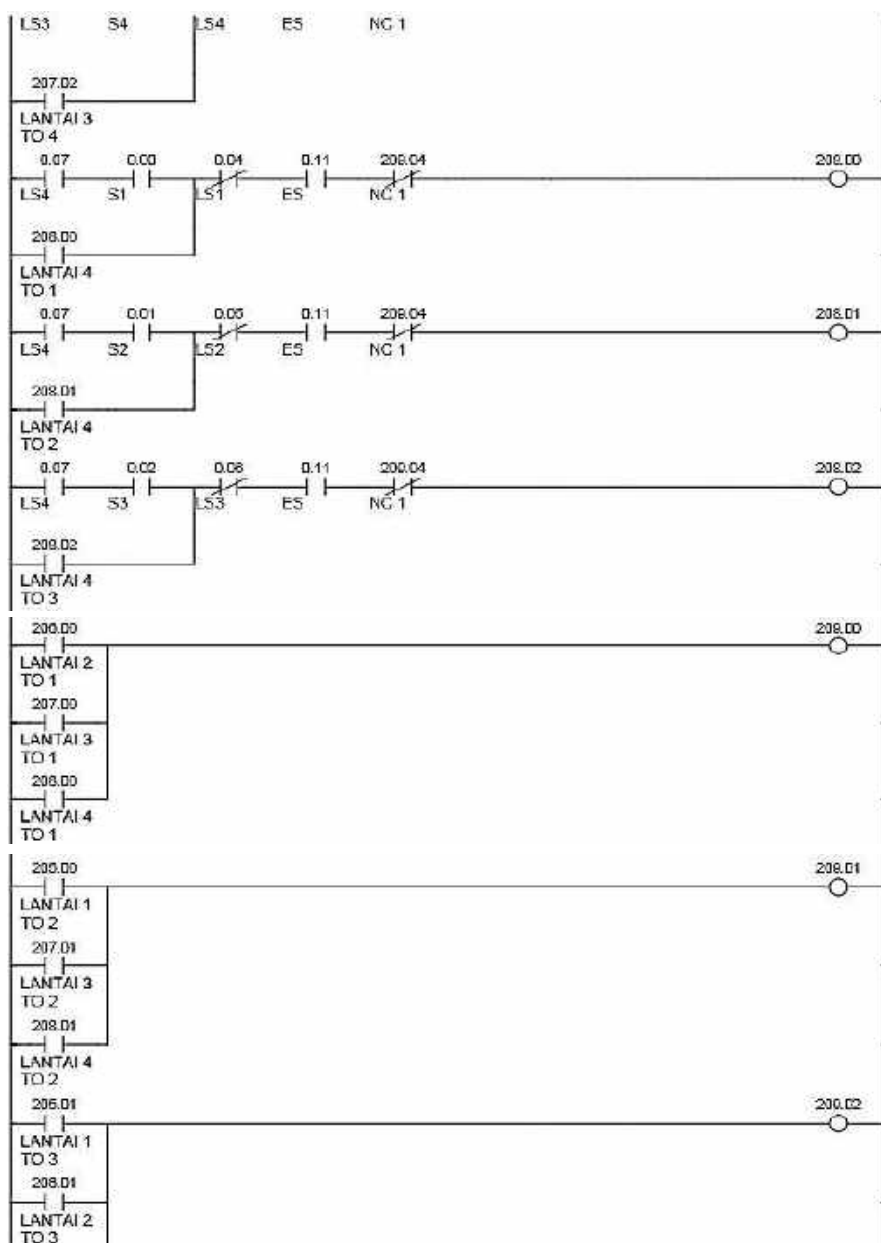 LS3 S4 LS4 ES NC 1
207.02
LANTAI 3
TO 4
0.07 0.00 0.04 0.11 209.04 208.00
LS4 S1 LS1 ES NC 1
208.00
LANTAI 4
TO 1
0.07 0.01 0.05 0.11 209.04 208.01
LS4 S2 LS2 ES NC 1
208.01
LANTAI 4
TO 2
0.07 0.02 0.06 0.11 209.04 208.02
LS4 S3 LS3 ES NC 1
208.02
LANTAI 4
TO 3
206.00 209.00
LANTAI 2
TO 1
207.00
LANTAI 3
TO 1
208.00
LANTAI 4
TO 1
205.00 209.01
LANTAI 1
TO 2
207.01
LANTAI 3
TO 2
208.01
LANTAI 4
TO 2
205.01 209.02
LANTAI 1
TO 3
206.01
LANTAI 2
TO 3